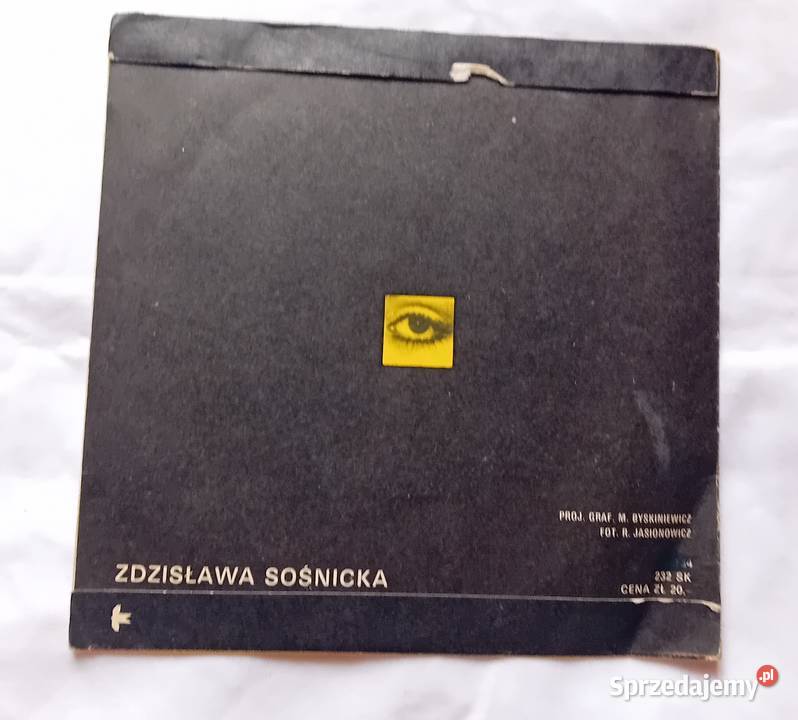 PROJ. GRAF. M. BYSKINIEWICZ
FOT. R. JASIONOWICZ
232 SK
CENA ZŁ 20,-
ZDZISŁAWA SOŚNICKA
Sprzedajemy.pl